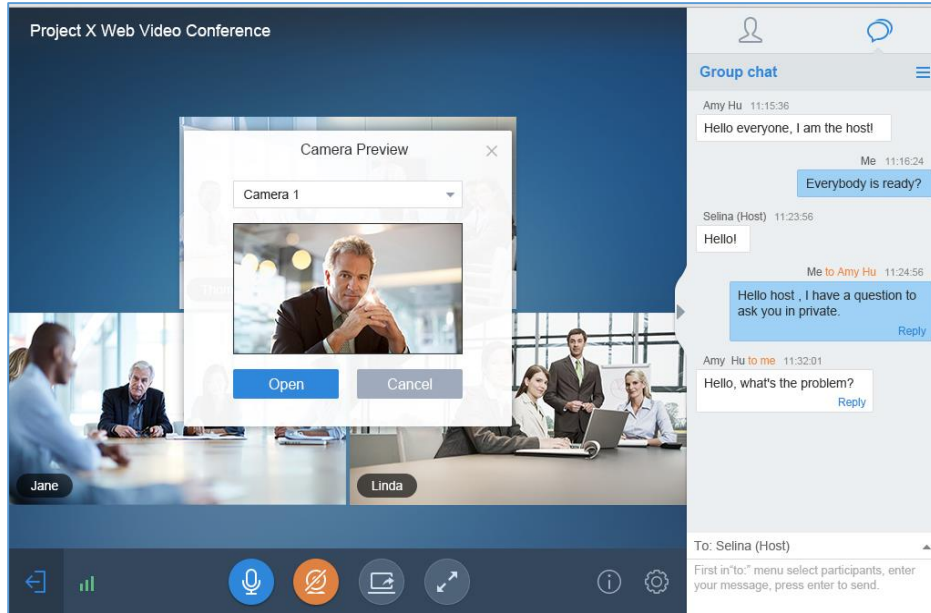 Project X Web Video Conference
Camera Preview
Camera 1
Open
Cancel
Jane
Linda
Group chat
Amy Hu 11:15:36
Hello everyone, I am the host!
Me 11:16:24
Everybody is ready?
Selina (Host) 11:23:56
Hello!
Me to Amy Hu 11:24:56
Hello host , I have a question to
ask you in private.
Reply
Amy Hu to me 11:32:01
Hello, what's the problem?
Reply
To: Selina (Host)
First in"to:" menu select participants, enter
your message, press enter to send.